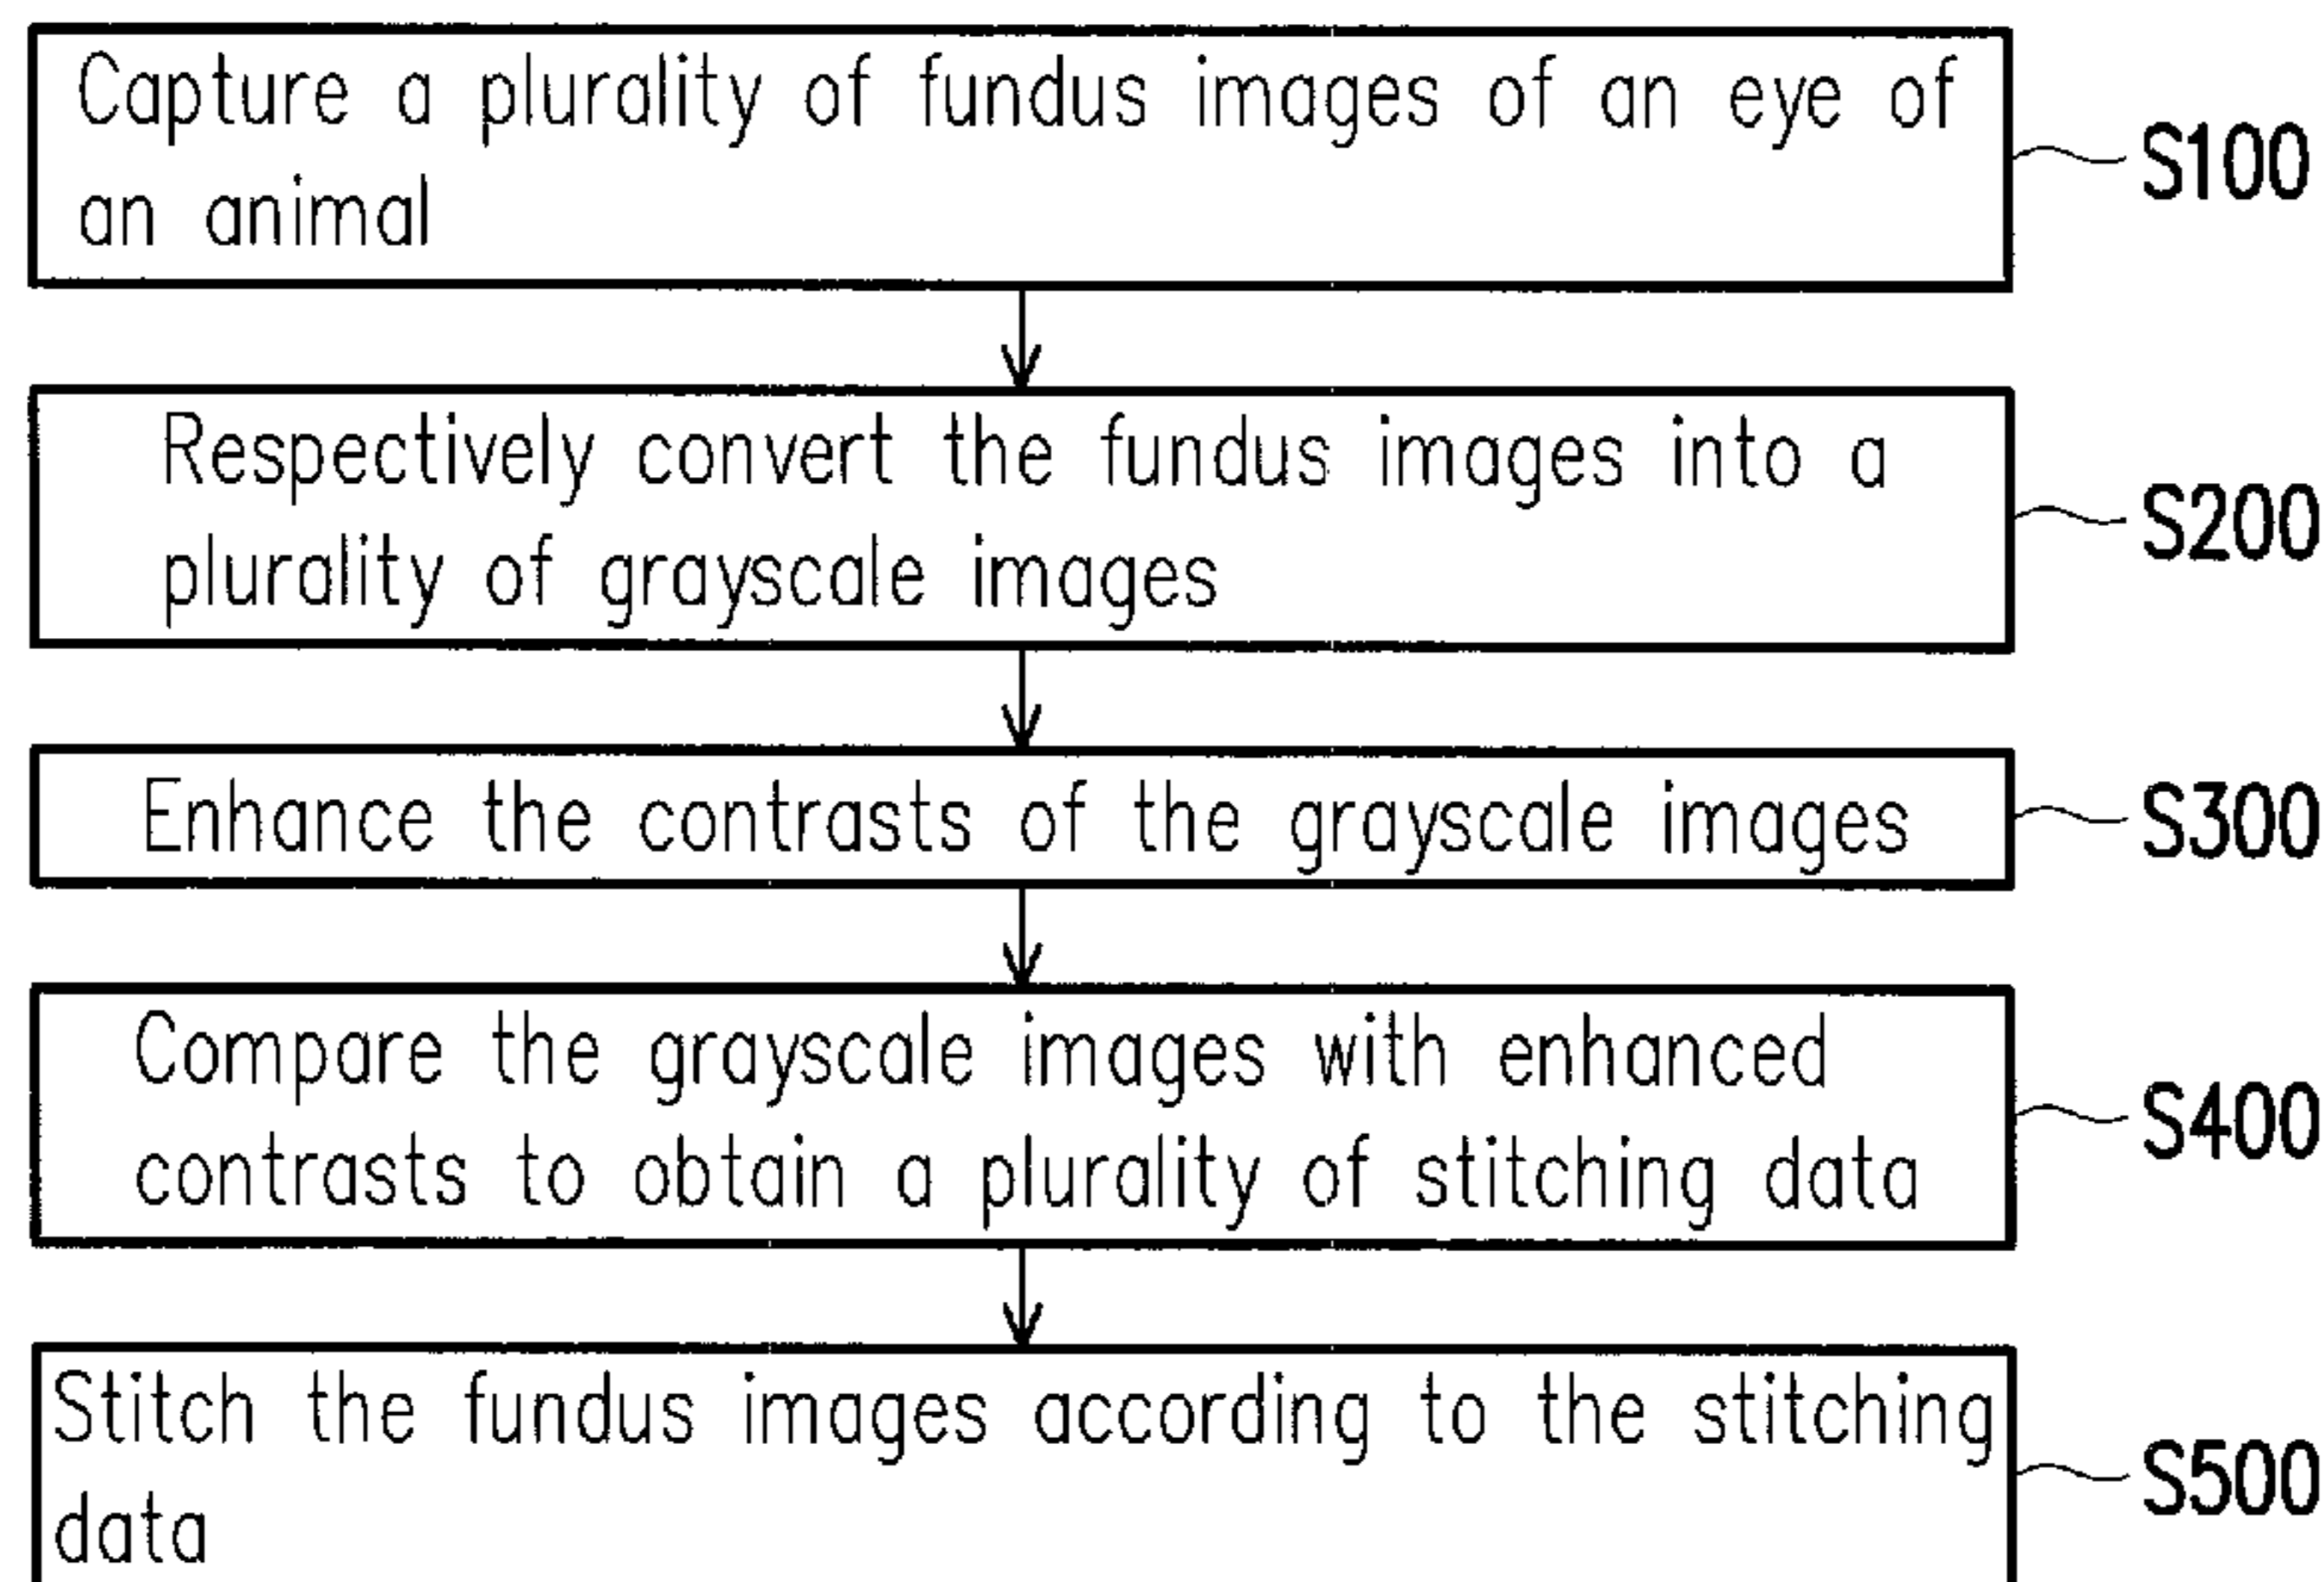 Capture a plurality of fundus images of an eye of
an animal
S100
Respectively convert the fundus images into a
plurality of grayscale images
S200
Enhance the contrasts of the grayscale images
S300
Compare the grayscale images with enhanced
contrasts to obtain a plurality of stitching data
S400
Stitch the fundus images according to the stitching
data
S500